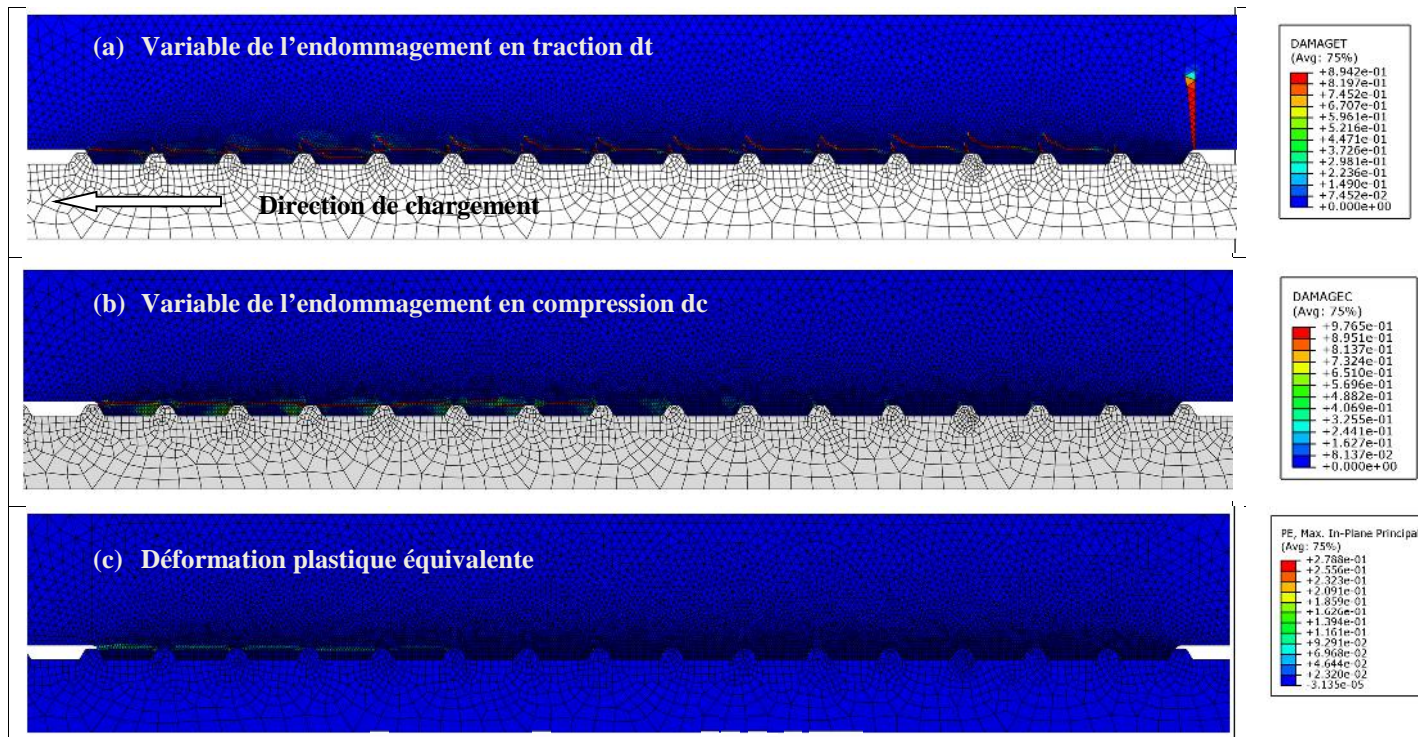 (a) Variable de l’endommagement en traction dt
Direction de chargement
DAMAGET
(Avg: 75%)
+8.942e-01
+8.197e-01
+7.452e-01
+6.707e-01
+5.961e-01
+5.216e-01
+4.471e-01
+3.726e-01
+2.981e-01
+2.236e-01
+1.490e-01
+7.452e-02
+0.000e+00
(b) Variable de l’endommagement en compression dc
DAMAGEC
(Avg: 75%)
+9.765e-01
+8.951e-01
+8.137e-01
+7.324e-01
+6.510e-01
+5.696e-01
+4.882e-01
+4.069e-01
+3.255e-01
+2.441e-01
+1.627e-01
+8.137e-02
+0.000e+00
(c) Déformation plastique équivalente
PE, Max. In-Plane Principal
(Avg: 75%)
+2.788e-01
+2.556e-01
+2.323e-01
+2.091e-01
+1.859e-01
+1.626e-01
+1.394e-01
+1.161e-01
+9.291e-02
+6.968e-02
+4.644e-02
+2.320e-02
-3.135e-05